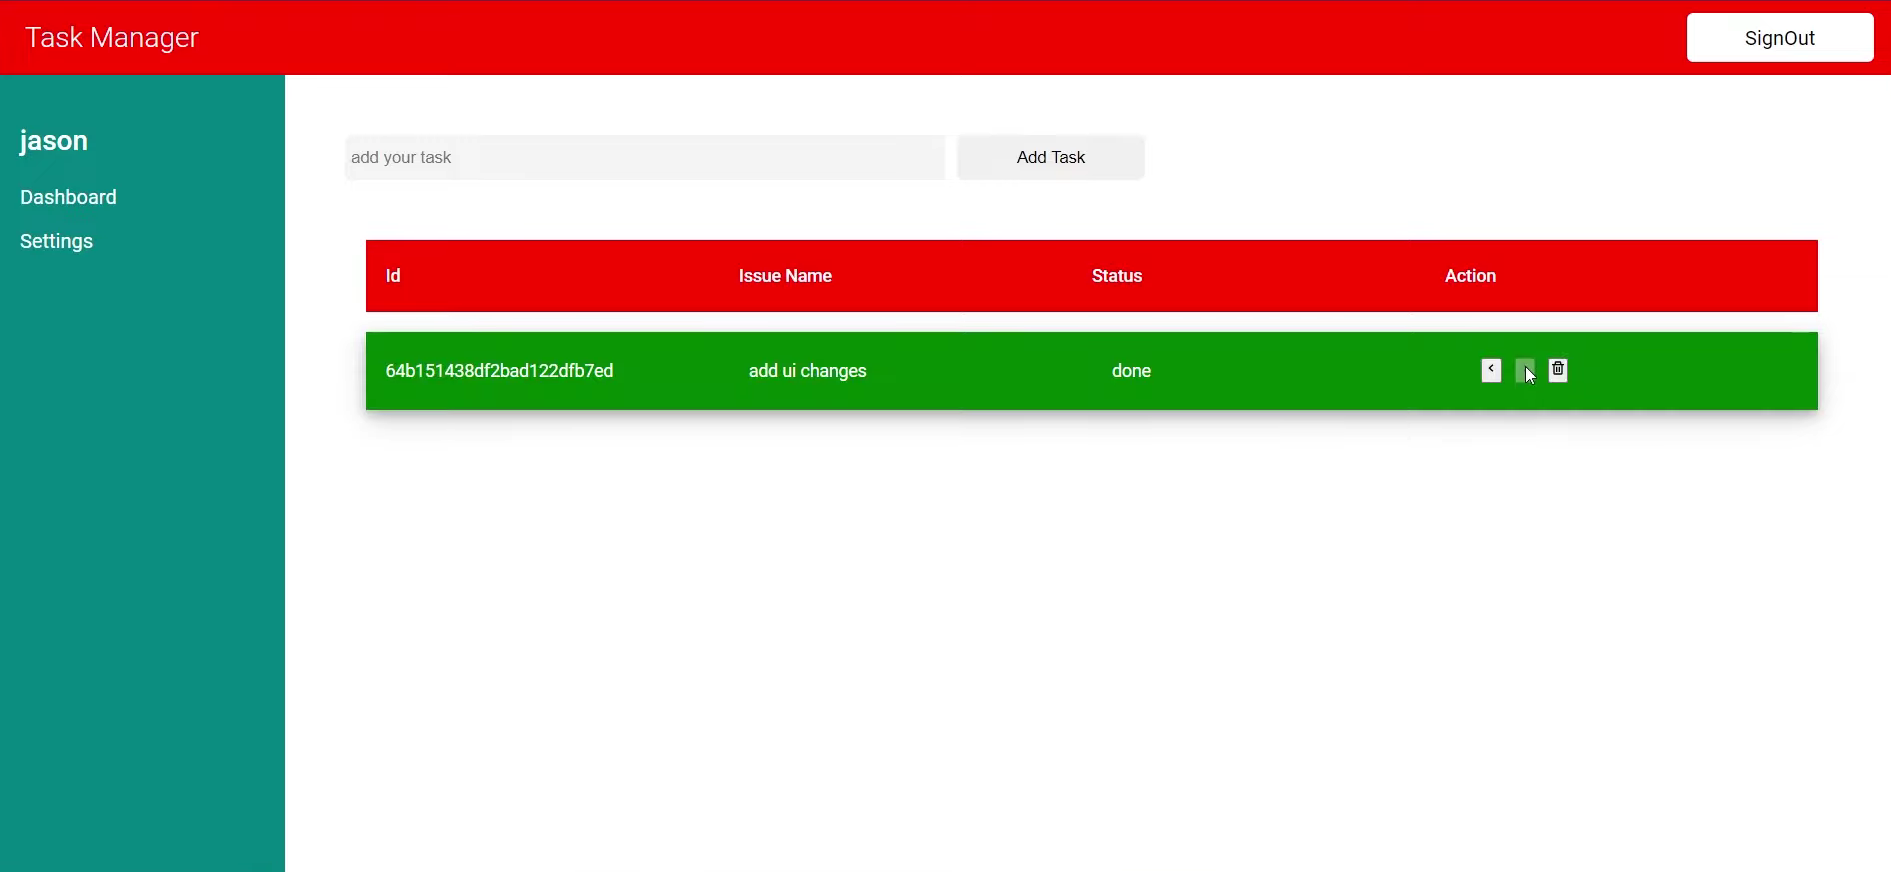 Task Manager
SignOut
jason
Dashboard
Settings
add your task
Add Task
Id Issue Name Status Action
64b151438df2bad122dfb7ed add ui changes done